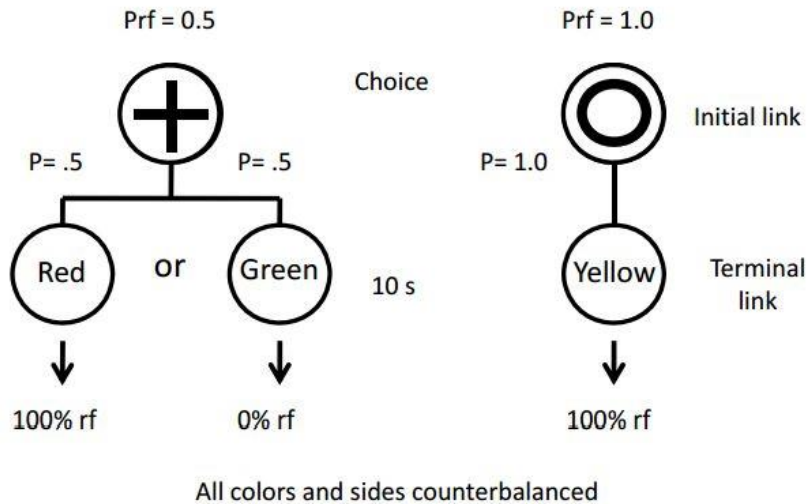 Prf = 0.5
Prf = 1.0
Choice
Initial link
P= .5
P= .5
P= 1.0
Red
or
Green
10 s
Yellow
Terminal
link
100% rf
0% rf
100% rf
All colors and sides counterbalanced